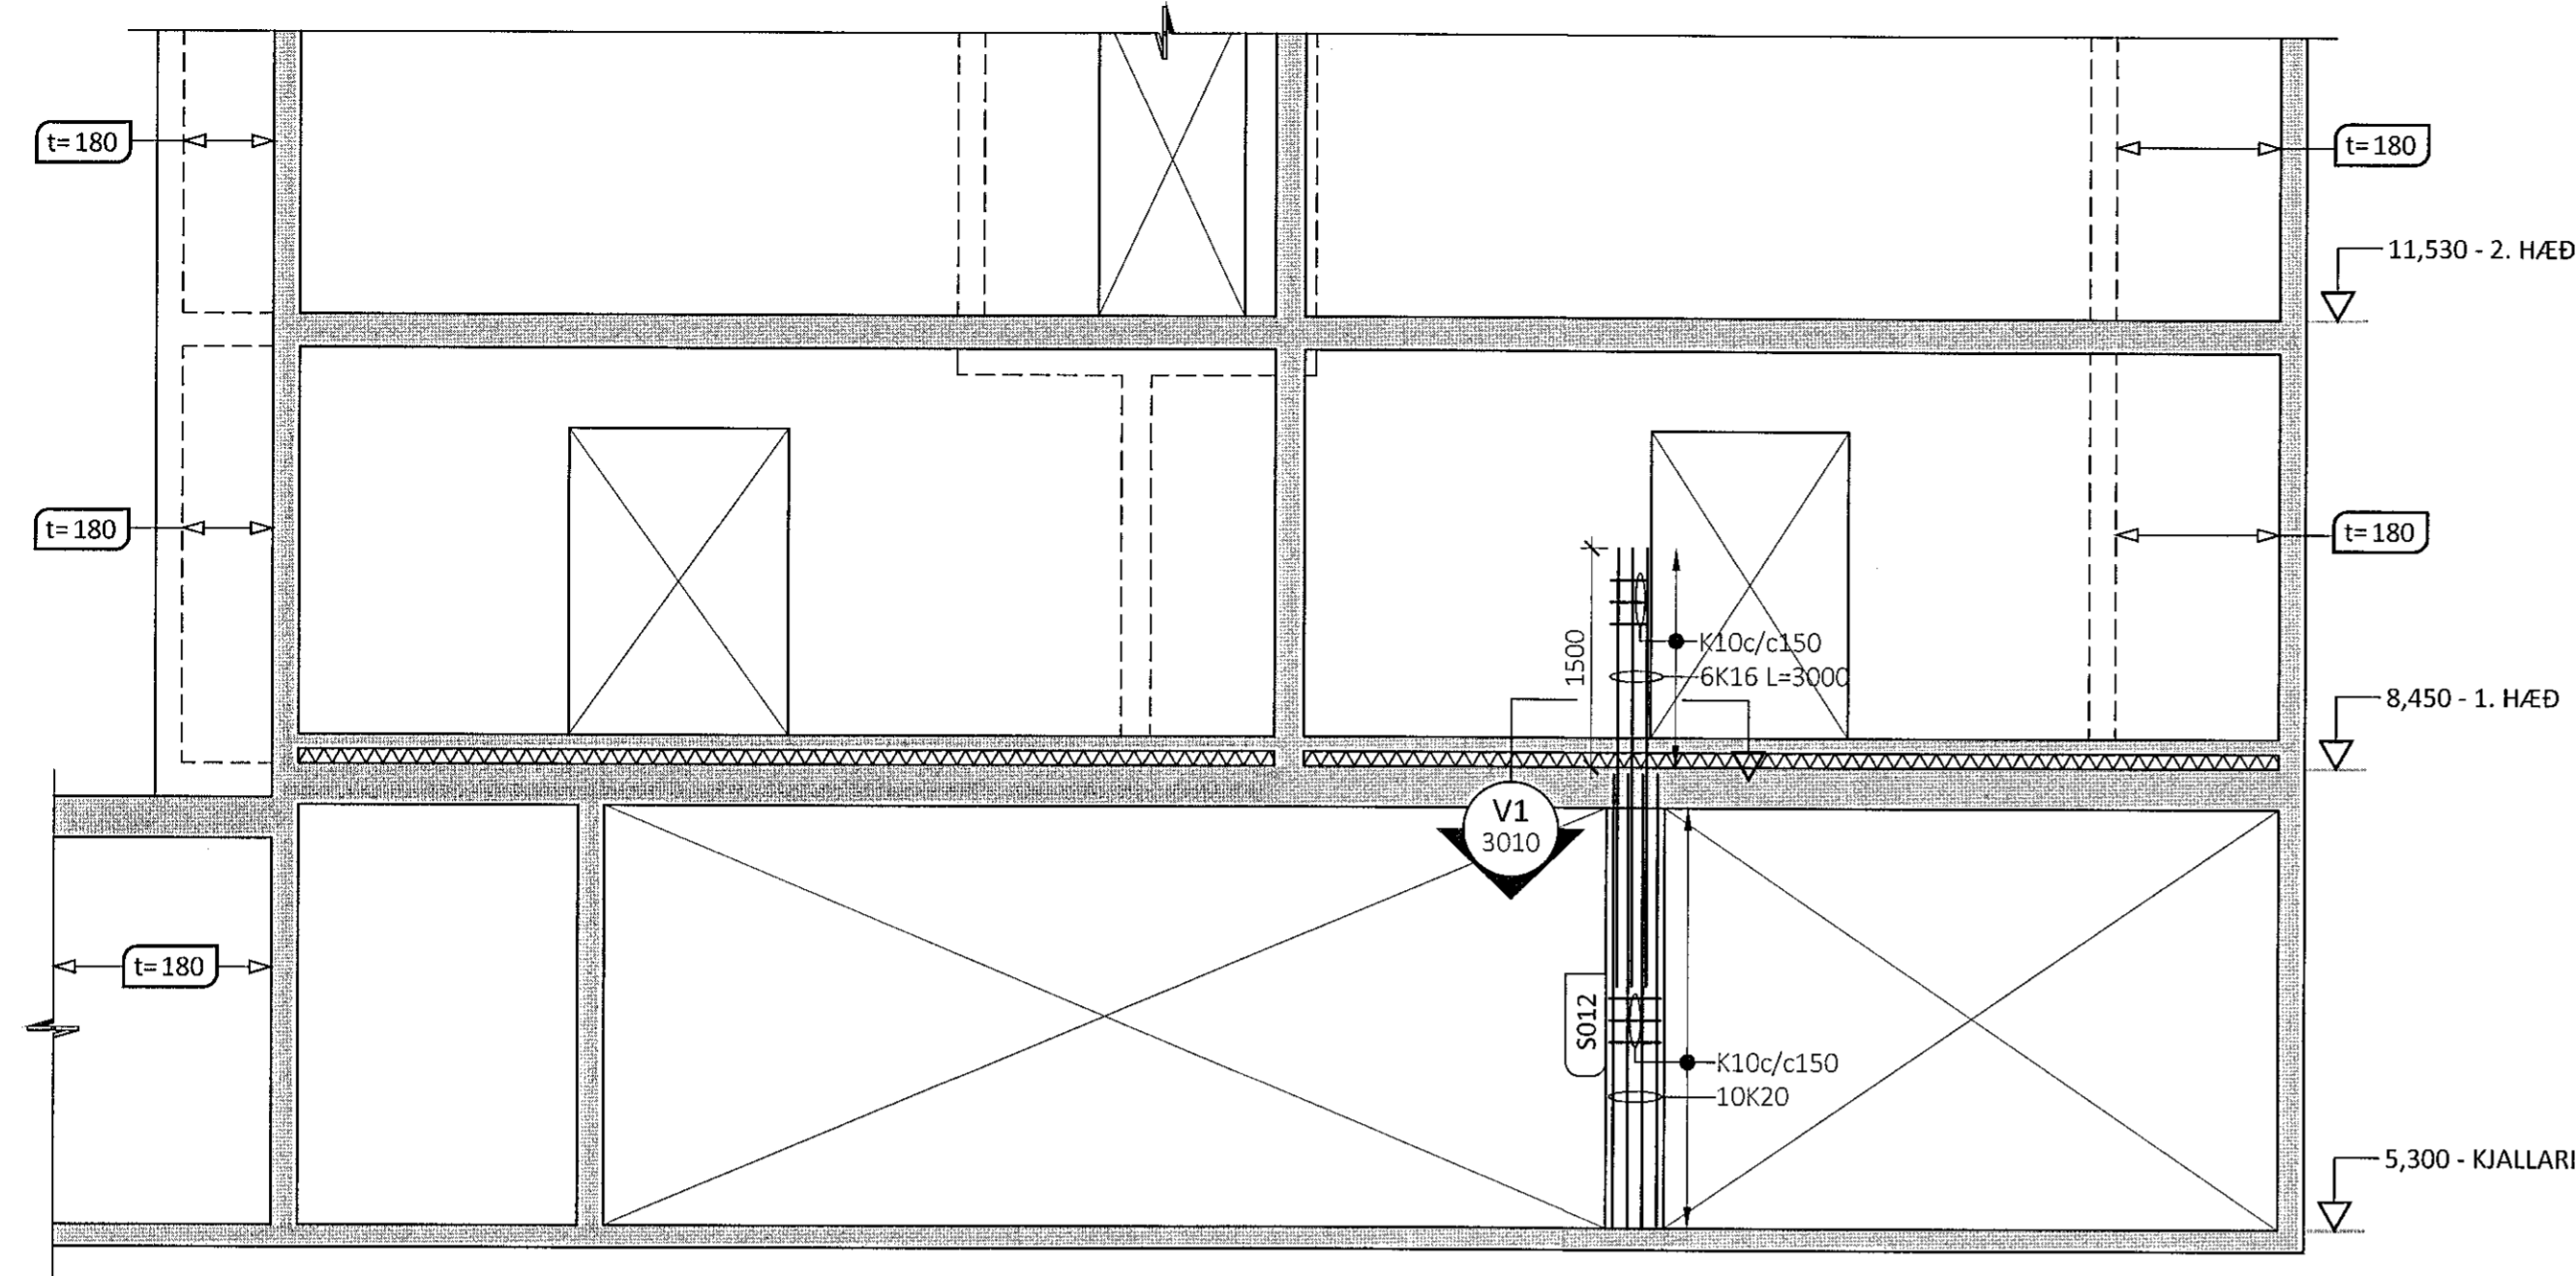 t=180
t=180
11,530 - 2. HÆÐ
t=180
t=180
1500
K10c/c150
6K16 L=3000
8,450 - 1. HÆÐ
V1
3010
t=180
S012
K10c/c150
10K20
5,300 - KJALLARI